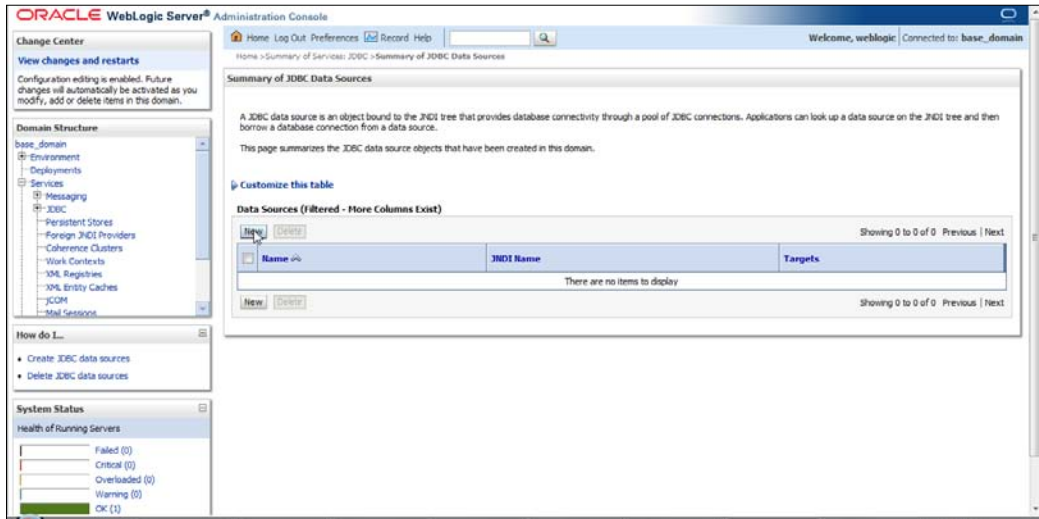 ORACLE WebLogic Server® Administration Console
Change Center
View changes and restarts
Configuration editing is enabled. Future
changes will automatically be activated as you
modify, add or delete items in this domain.
Domain Structure
base_domain
Environment
Deployments
Services
Messaging
JDBC
Persistent Stores
Foreign JNDI Providers
Coherence Clusters
Work Contexts
XML Registries
XML Entity Caches
jCOM
Mail Sessions
How do I...
Create JDBC data sources
Delete JDBC data sources
System Status
Health of Running Servers
Failed (0)
Critical (0)
Overloaded (0)
Warning (0)
OK (1)
Home Log Out Preferences Record Help
Welcome, weblogic Connected to: base_domain
Home >Summary of Services: JDBC >Summary of JDBC Data Sources
Summary of JDBC Data Sources
A JDBC data source is an object bound to the JNDI tree that provides database connectivity through a pool of JDBC connections. Applications can look up a data source on the JNDI tree and then
borrow a database connection from a data source.
This page summarizes the JDBC data source objects that have been created in this domain.
Customize this table
Data Sources (Filtered - More Columns Exist)
New Delete Showing 0 to 0 of 0 Previous | Next
Name JNDI Name Targets
There are no items to display
New Delete Showing 0 to 0 of 0 Previous | Next